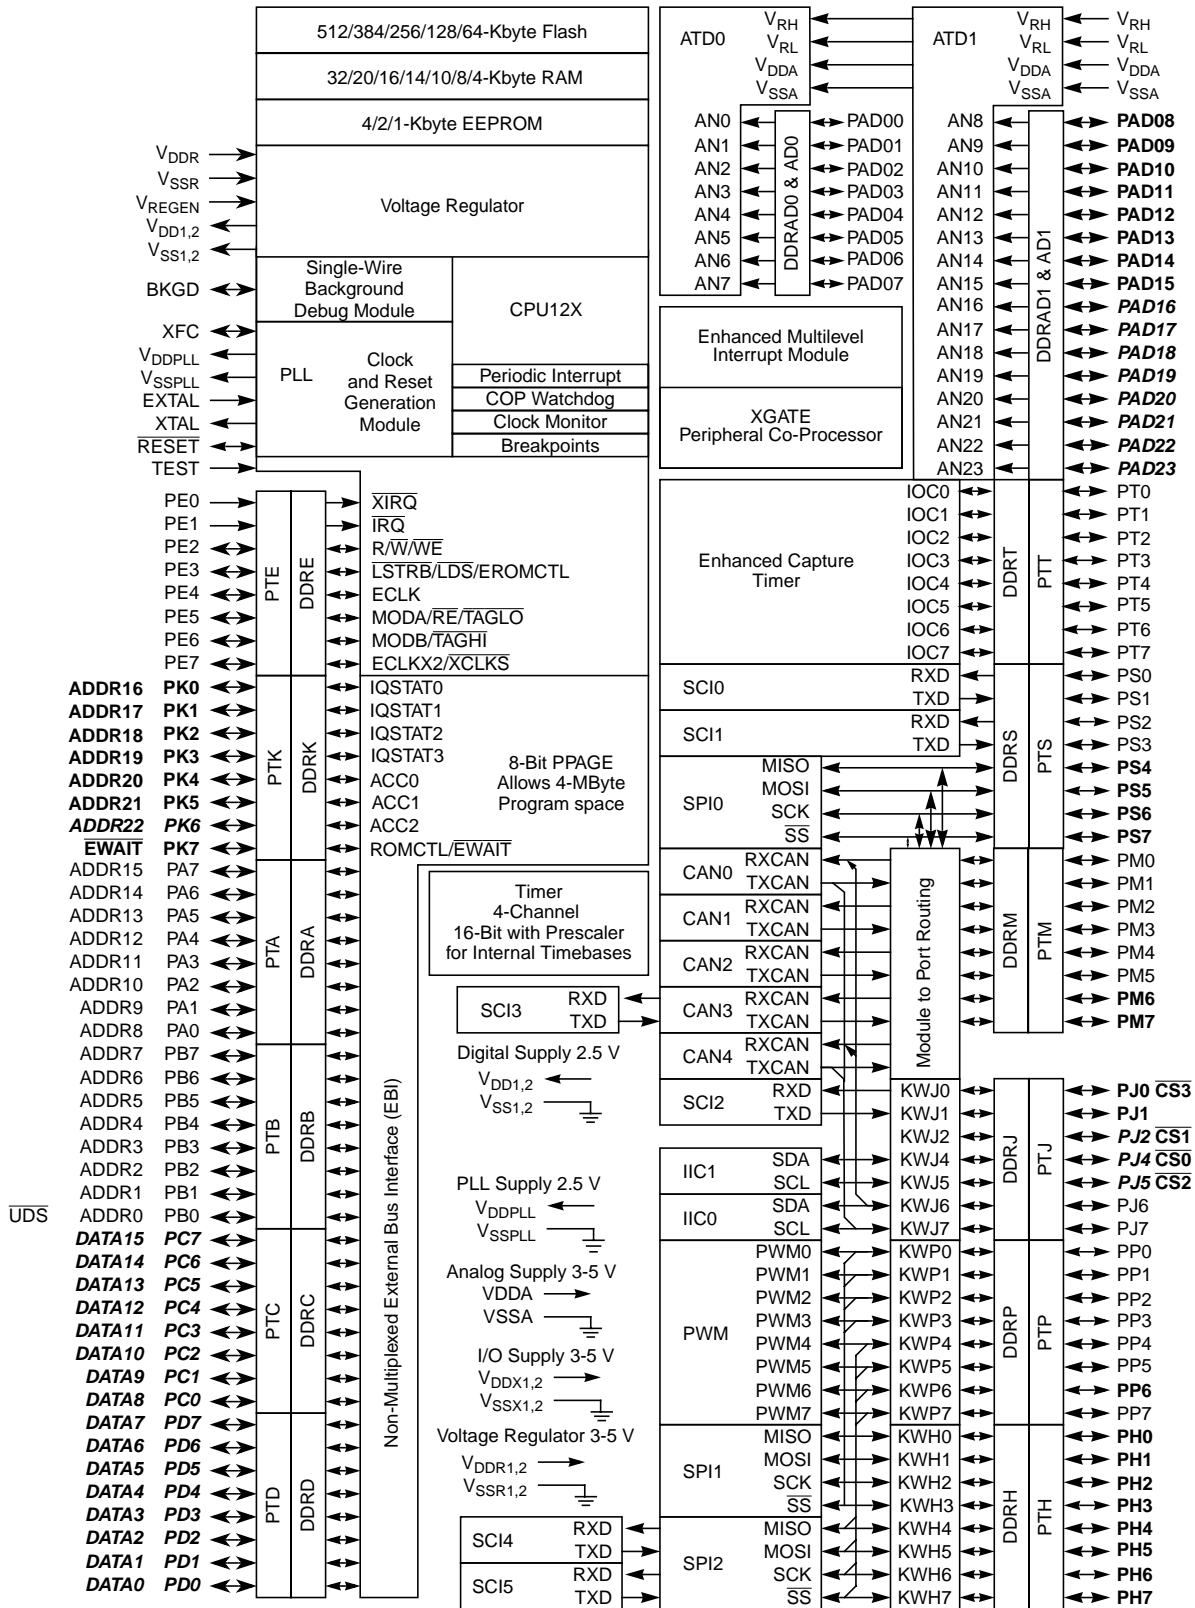 512/384/256/128/64-Kbyte Flash
32/20/16/14/10/8/4-Kbyte RAM
4/2/1-Kbyte EEPROM
VDDR
VSSR
VREGEN
VDD1,2
VSS1,2
Voltage Regulator
BKGD
Single-Wire
Background
Debug Module
CPU12X
XFC
VDDPLL
VSSPLL
EXTAL
XTAL
RESET
TEST
PLL
Clock
and Reset
Generation
Module
Periodic Interrupt
COP Watchdog
Clock Monitor
Breakpoints
PE0 XIRQ
PE1 IRQ
PE2 R/W/WE
PE3 LSTRB/LDS/EROMCTL
PE4 ECLK
PE5 MODA/RE/TAGLO
PE6 MODB/TAGHI
PE7 ECLKX2/XCLKS
PTE
DDRE
ADDR16 PK0 IQSTAT0
ADDR17 PK1 IQSTAT1
ADDR18 PK2 IQSTAT2
ADDR19 PK3 IQSTAT3
ADDR20 PK4 ACC0
ADDR21 PK5 ACC1
ADDR22 PK6 ACC2
EWAIT PK7 ROMCTL/EWAIT
PTK
DDRK
8-Bit PPAGE
Allows 4-MByte
Program space
ADDR15 PA7
ADDR14 PA6
ADDR13 PA5
ADDR12 PA4
ADDR11 PA3
ADDR10 PA2
ADDR9 PA1
ADDR8 PA0
PTA
DDRA
ADDR7 PB7
ADDR6 PB6
ADDR5 PB5
ADDR4 PB4
ADDR3 PB3
ADDR2 PB2
ADDR1 PB1
UDS ADDR0 PB0
PTB
DDRB
DATA15 PC7
DATA14 PC6
DATA13 PC5
DATA12 PC4
DATA11 PC3
DATA10 PC2
DATA9 PC1
DATA8 PC0
PTC
DDRC
DATA7 PD7
DATA6 PD6
DATA5 PD5
DATA4 PD4
DATA3 PD3
DATA2 PD2
DATA1 PD1
DATA0 PD0
PTD
DDRD
Non-Multiplexed External Bus Interface (EBI)
Timer
4-Channel
16-Bit with Prescaler
for Internal Timebases
SCI3
RXD
TXD
Digital Supply 2.5 V
VDD1,2
VSS1,2
PLL Supply 2.5 V
VDDPLL
VSSPLL
Analog Supply 3-5 V
VDDA
VSSA
I/O Supply 3-5 V
VDDX1,2
VSSX1,2
Voltage Regulator 3-5 V
VDDR1,2
VSSR1,2
SCI4
RXD
TXD
SCI5
RXD
TXD
ATD0
VRH
VRL
VDDA
VSSA
AN0 PAD00
AN1 PAD01
AN2 PAD02
AN3 PAD03
AN4 PAD04
AN5 PAD05
AN6 PAD06
AN7 PAD07
DDRAD0 & AD0
ATD1
VRH VRH
VRL VRL
VDDA VDDA
VSSA VSSA
AN8 PAD08
AN9 PAD09
AN10 PAD10
AN11 PAD11
AN12 PAD12
AN13 PAD13
AN14 PAD14
AN15 PAD15
AN16 PAD16
AN17 PAD17
AN18 PAD18
AN19 PAD19
AN20 PAD20
AN21 PAD21
AN22 PAD22
AN23 PAD23
DDRAD1 & AD1
Enhanced Multilevel
Interrupt Module
XGATE
Peripheral Co-Processor
Enhanced Capture
Timer
IOC0 PT0
IOC1 PT1
IOC2 PT2
IOC3 PT3
IOC4 PT4
IOC5 PT5
IOC6 PT6
IOC7 PT7
DDRT
PTT
SCI0
RXD PS0
TXD PS1
SCI1
RXD PS2
TXD PS3
SPI0
MISO PS4
MOSI PS5
SCK PS6
SS PS7
DDRS
PTS
CAN0
RXCAN PM0
TXCAN PM1
CAN1
RXCAN PM2
TXCAN PM3
CAN2
RXCAN PM4
TXCAN PM5
CAN3
RXCAN PM6
TXCAN PM7
CAN4
RXCAN
TXCAN
Module to Port Routing
DDRM
PTM
SCI2
RXD KWJ0 PJ0 CS3
TXD KWJ1 PJ1
KWJ2 PJ2 CS1
IIC1
SDA KWJ4 PJ4 CS0
SCL KWJ5 PJ5 CS2
IIC0
SDA KWJ6 PJ6
SCL KWJ7 PJ7
DDRJ
PTJ
PWM
PWM0 KWP0 PP0
PWM1 KWP1 PP1
PWM2 KWP2 PP2
PWM3 KWP3 PP3
PWM4 KWP4 PP4
PWM5 KWP5 PP5
PWM6 KWP6 PP6
PWM7 KWP7 PP7
DDRP
PTP
SPI1
MISO KWH0 PH0
MOSI KWH1 PH1
SCK KWH2 PH2
SS KWH3 PH3
SPI2
MISO KWH4 PH4
MOSI KWH5 PH5
SCK KWH6 PH6
SS KWH7 PH7
DDRH
PTH